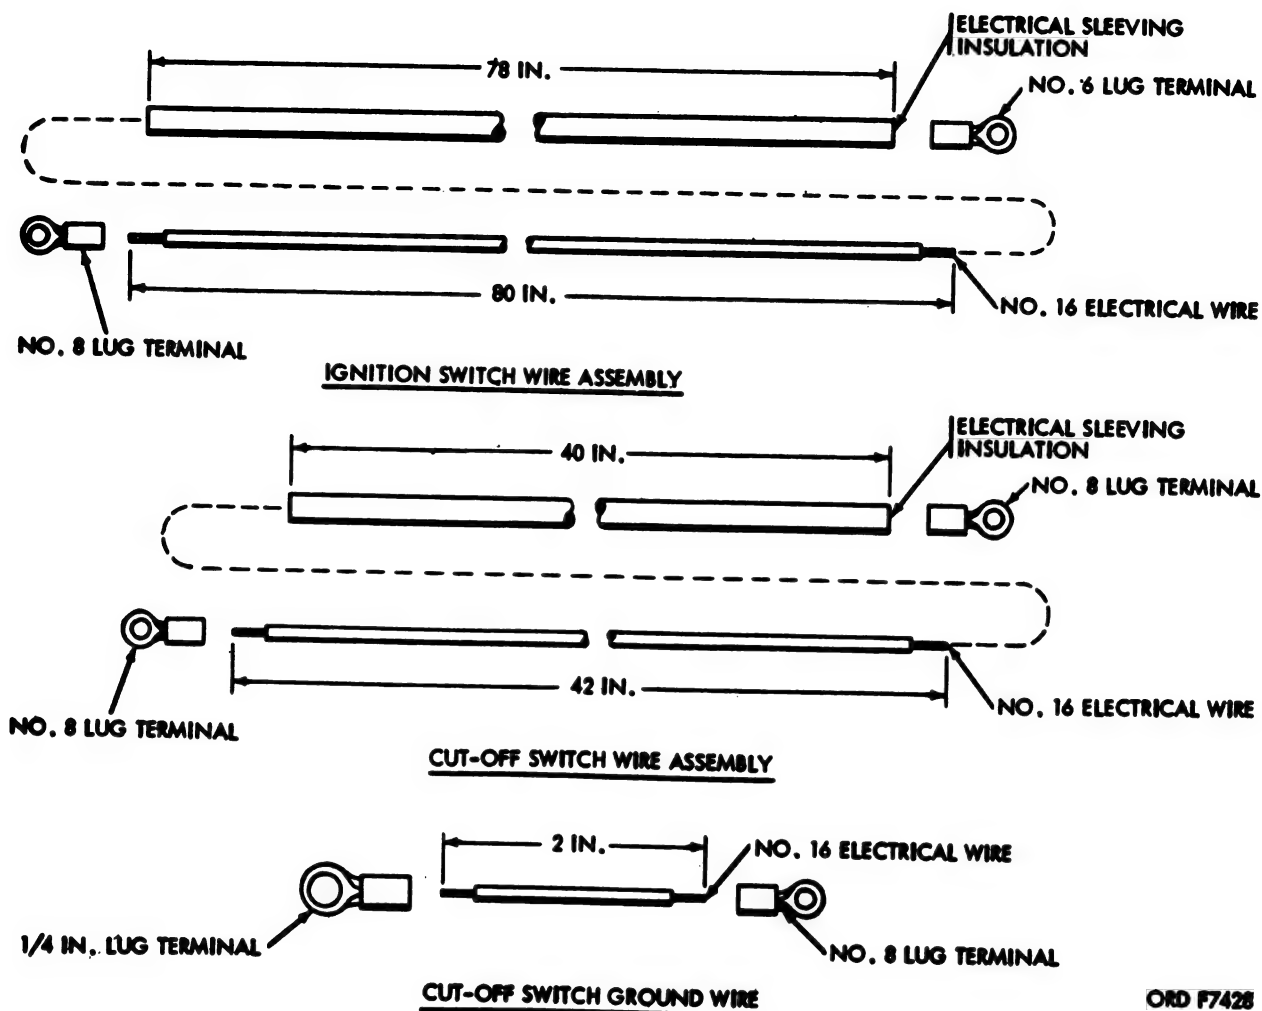 ELECTRICAL SLEEVING
INSULATION
78 IN.
NO. 6 LUG TERMINAL
80 IN.
NO. 16 ELECTRICAL WIRE
NO. 8 LUG TERMINAL
IGNITION SWITCH WIRE ASSEMBLY
ELECTRICAL SLEEVING
INSULATION
40 IN.
NO. 8 LUG TERMINAL
42 IN.
NO. 16 ELECTRICAL WIRE
NO. 8 LUG TERMINAL
CUT-OFF SWITCH WIRE ASSEMBLY
2 IN.
NO. 16 ELECTRICAL WIRE
1/4 IN. LUG TERMINAL
NO. 8 LUG TERMINAL
CUT-OFF SWITCH GROUND WIRE
ORD F7428